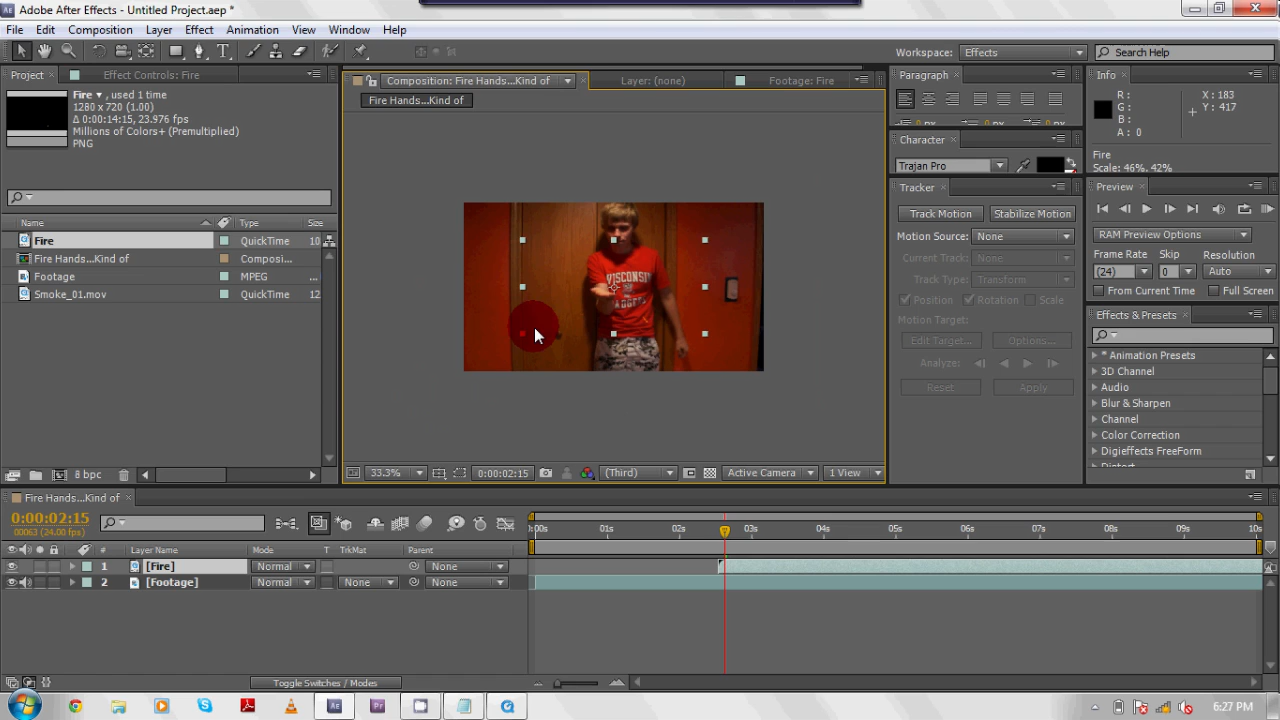 Adobe After Effects - Untitled Project.aep *
File Edit Composition Layer Effect Animation View Window Help
Workspace: Effects Search Help
Project Effect Controls: Fire
Fire , used 1 time
1280 x 720 (1.00)
Δ 0:00:14:15, 23.976 fps
Millions of Colors+ (Premultiplied)
PNG
Name Type Size
Fire QuickTime 10
Fire Hands...Kind of Composi...
Footage MPEG ...
Smoke_01.mov QuickTime 12
8 bpc
Composition: Fire Hands...Kind of Layer: (none) Footage: Fire
Fire Hands...Kind of
WISCONSIN
33.3% 0:00:02:15 (Third) Active Camera 1 View
Paragraph
Character
Trajan Pro
Tracker
Track Motion Stabilize Motion
Motion Source: None
Current Track: None
Track Type: Transform
Position Rotation Scale
Motion Target:
Edit Target... Options...
Analyze:
Reset Apply
Info
R : X : 183
G : Y : 417
B :
A : 0
Fire
Scale: 46%, 42%
Preview
RAM Preview Options
Frame Rate Skip Resolution
(24) 0 Auto
From Current Time Full Screen
Effects & Presets
* Animation Presets
3D Channel
Audio
Blur & Sharpen
Channel
Color Correction
Digieffects FreeForm
Distort
Fire Hands...Kind of
0:00:02:15
00063 (24.00 fps)
:00s 01s 02s 03s 04s 05s 06s 07s 08s 09s 10s
# Layer Name Mode T TrkMat Parent
1 [Fire] Normal None
2 [Footage] Normal None None
Toggle Switches / Modes
6:27 PM